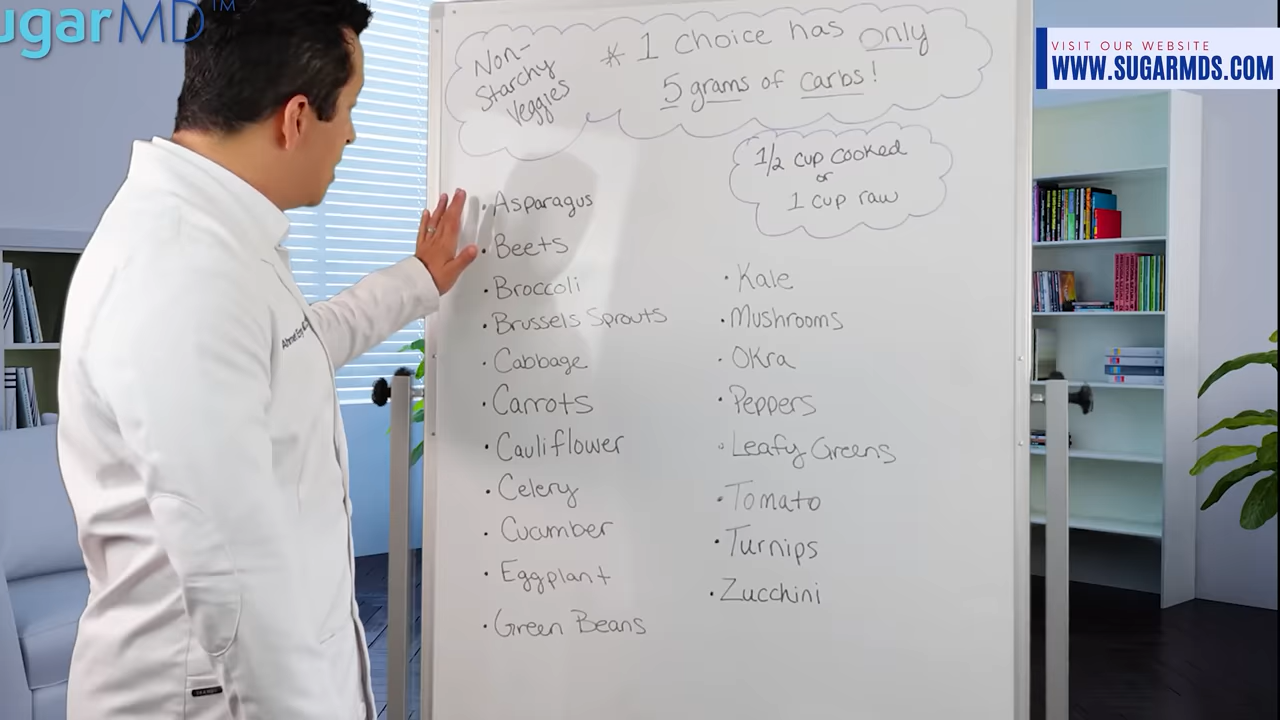 ugarMD™
VISIT OUR WEBSITE
WWW.SUGARMDS.COM
Non-
Starchy
Veggies
* 1 choice has only
5 grams of carbs!
1/2 cup cooked
or
1 cup raw
• Asparagus
• Beets
• Broccoli
• Brussels Sprouts
• Cabbage
• Carrots
• Cauliflower
• Celery
• Cucumber
• Eggplant
• Green Beans
• Kale
• Mushrooms
• Okra
• Peppers
• Leafy Greens
• Tomato
• Turnips
• Zucchini